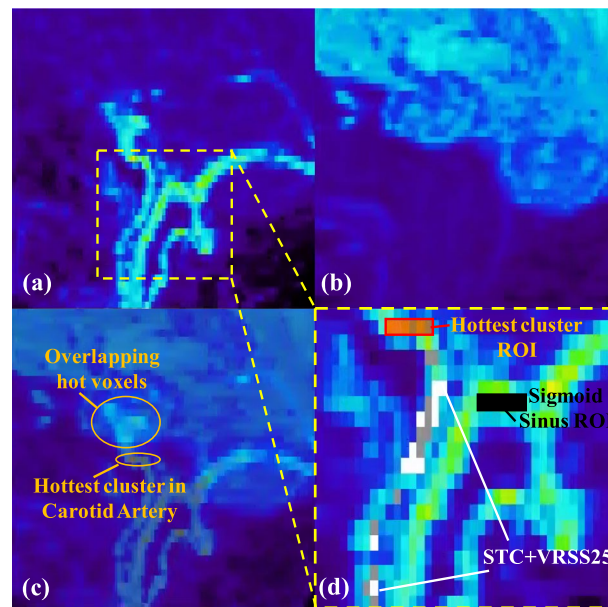 (a)
(b)
Overlapping
hot voxels
Hottest cluster in
Carotid Artery
(c)
Hottest cluster
ROI
Sigmoid
Sinus RO
STC+VRSS25
(d)